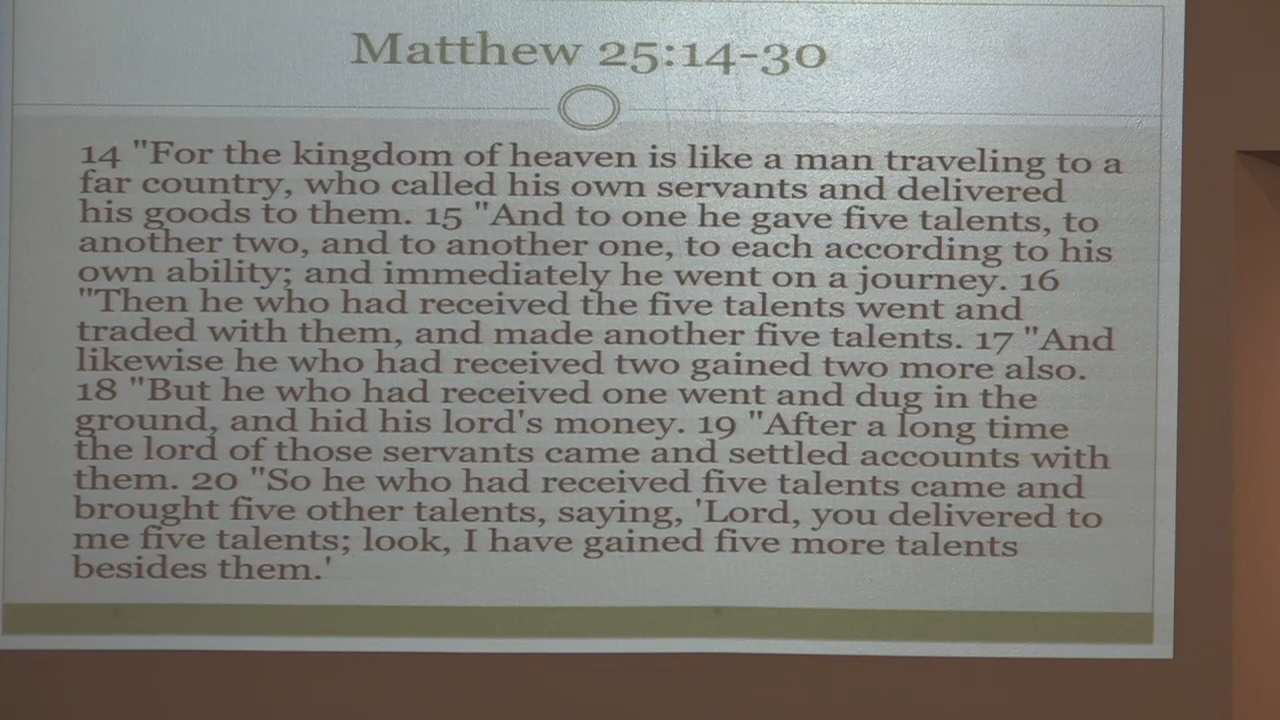 Matthew 25:14-30
14 "For the kingdom of heaven is like a man traveling to a
far country, who called his own servants and delivered
his goods to them. 15 "And to one he gave five talents, to
another two, and to another one, to each according to his
own ability; and immediately he went on a journey. 16
"Then he who had received the five talents went and
traded with them, and made another five talents. 17 "And
likewise he who had received two gained two more also.
18 "But he who had received one went and dug in the
ground, and hid his lord's money. 19 "After a long time
the lord of those servants came and settled accounts with
them. 20 "So he who had received five talents came and
brought five other talents, saying, 'Lord, you delivered to
me five talents; look, I have gained five more talents
besides them.'